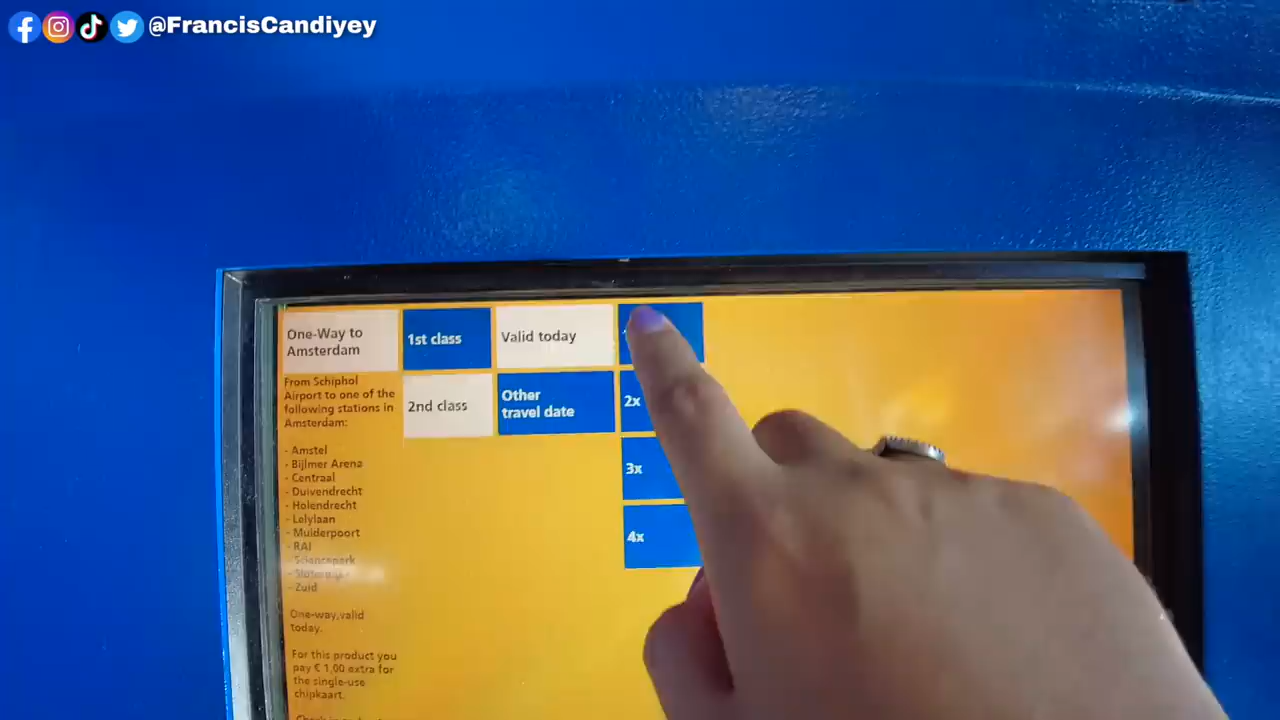 @FrancisCandiyey
One-Way to
Amsterdam
1st class
Valid today
From Schiphol
Airport to one of the
following stations in
Amsterdam:
2nd class
Other
travel date
2x
- Amstel
- Bijlmer Arena
- Centraal
- Duivendrecht
- Holendrecht
- Lelylaan
- Muiderpoort
- RAI
- Sciencepark
- Zuid
3x
4x
One-way,valid
today.
For this product you
pay € 1,00 extra for
the single-use
chipkaart.